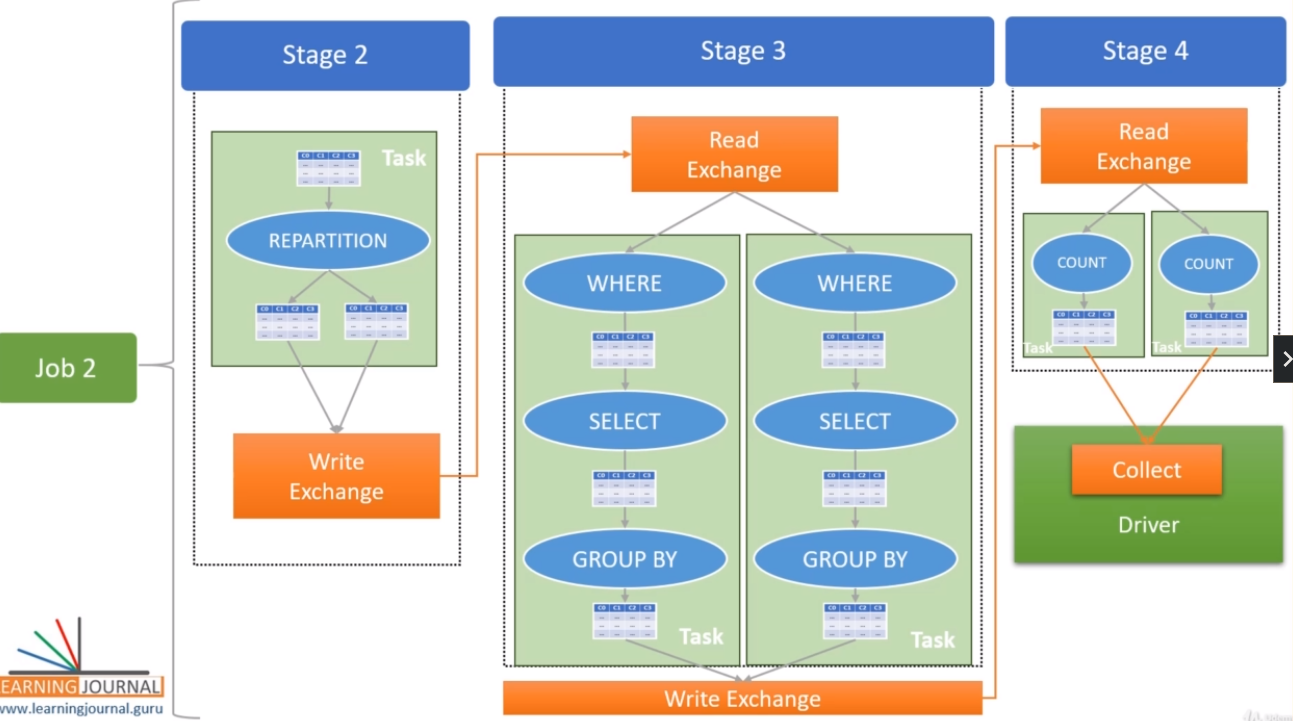 Stage 2
Stage 3
Stage 4
Job 2
C0 C1 C2 C3
Task
REPARTITION
C0 C1 C2 C3
C0 C1 C2 C3
Write
Exchange
Read
Exchange
WHERE
WHERE
C0 C1 C2 C3
C0 C1 C2 C3
SELECT
SELECT
C0 C1 C2 C3
C0 C1 C2 C3
GROUP BY
GROUP BY
C0 C1 C2 C3
C0 C1 C2 C3
Task
Task
Write Exchange
Read
Exchange
COUNT
COUNT
C0 C1 C2 C3
C0 C1 C2 C3
Task
Task
Collect
Driver
EARNING JOURNAL
www.learningjournal.guru